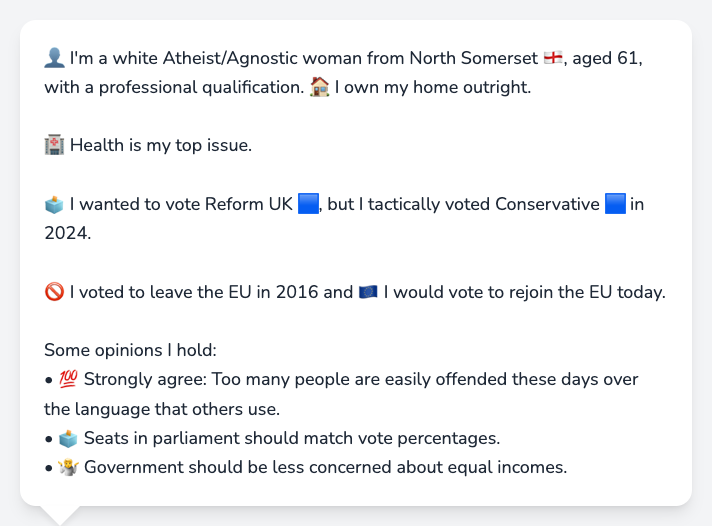 👤 I'm a white Atheist/Agnostic woman from North Somerset 🏴󠁧󠁢󠁥󠁮󠁧󠁿, aged 61,
with a professional qualification. 🏠 I own my home outright.
🏥 Health is my top issue.
🗳️ I wanted to vote Reform UK 🟦, but I tactically voted Conservative 🟦 in
2024.
🚫 I voted to leave the EU in 2016 and 🇪🇺 I would vote to rejoin the EU today.
Some opinions I hold:
• 💯 Strongly agree: Too many people are easily offended these days over
the language that others use.
• 🗳️ Seats in parliament should match vote percentages.
• 🤷‍♀️ Government should be less concerned about equal incomes.